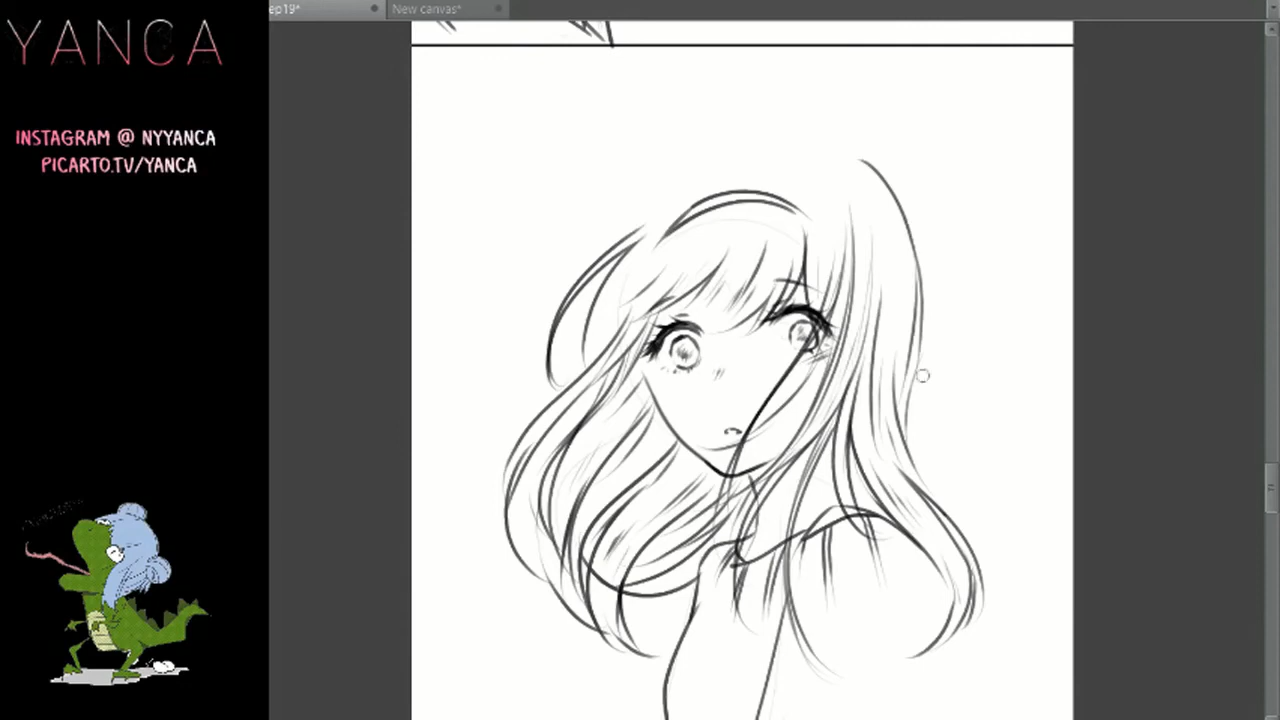 ep19*
New canvas*
YANCA
INSTAGRAM @ NYYANCA
PICARTO.TV/YANCA